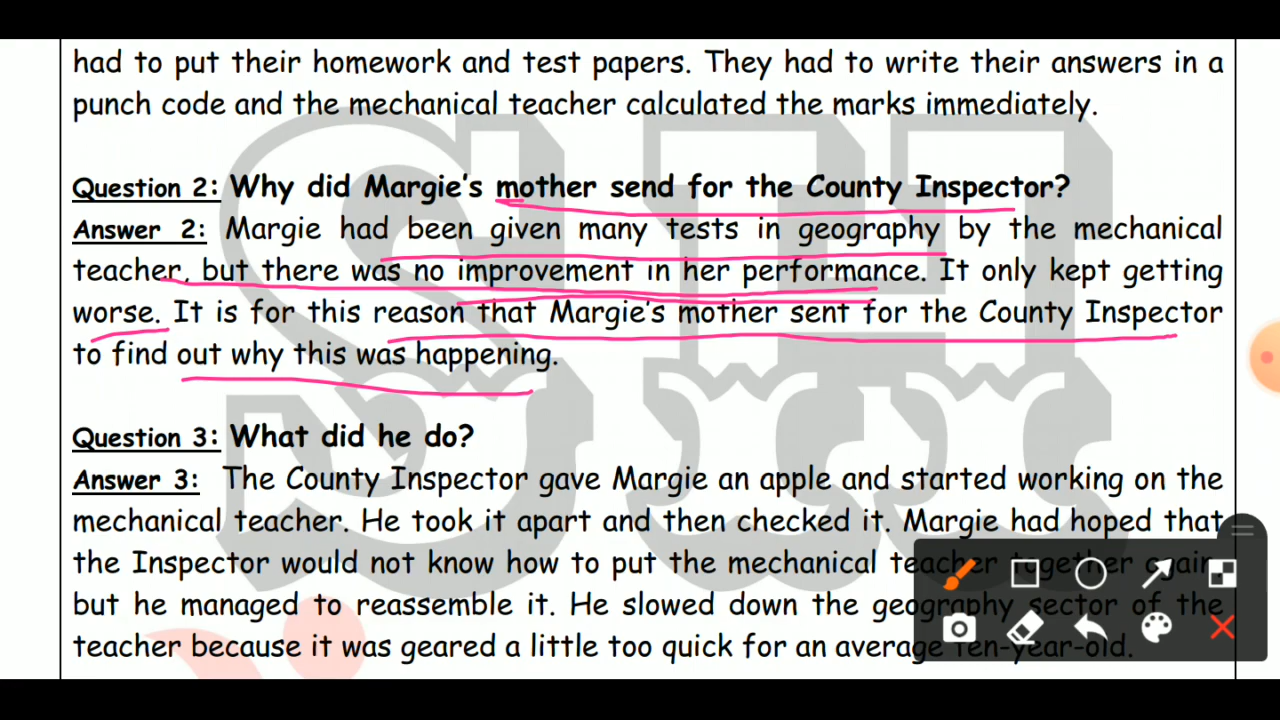 had to put their homework and test papers. They had to write their answers in a
punch code and the mechanical teacher calculated the marks immediately.
Question 2: Why did Margie's mother send for the County Inspector?
Answer 2: Margie had been given many tests in geography by the mechanical
teacher, but there was no improvement in her performance. It only kept getting
worse. It is for this reason that Margie's mother sent for the County Inspector
to find out why this was happening.
Question 3: What did he do?
Answer 3: The County Inspector gave Margie an apple and started working on the
mechanical teacher. He took it apart and then checked it. Margie had hoped that
the Inspector would not know how to put the mechanical teacher together again,
but he managed to reassemble it. He slowed down the geography sector of the
teacher because it was geared a little too quick for an average ten-year-old.